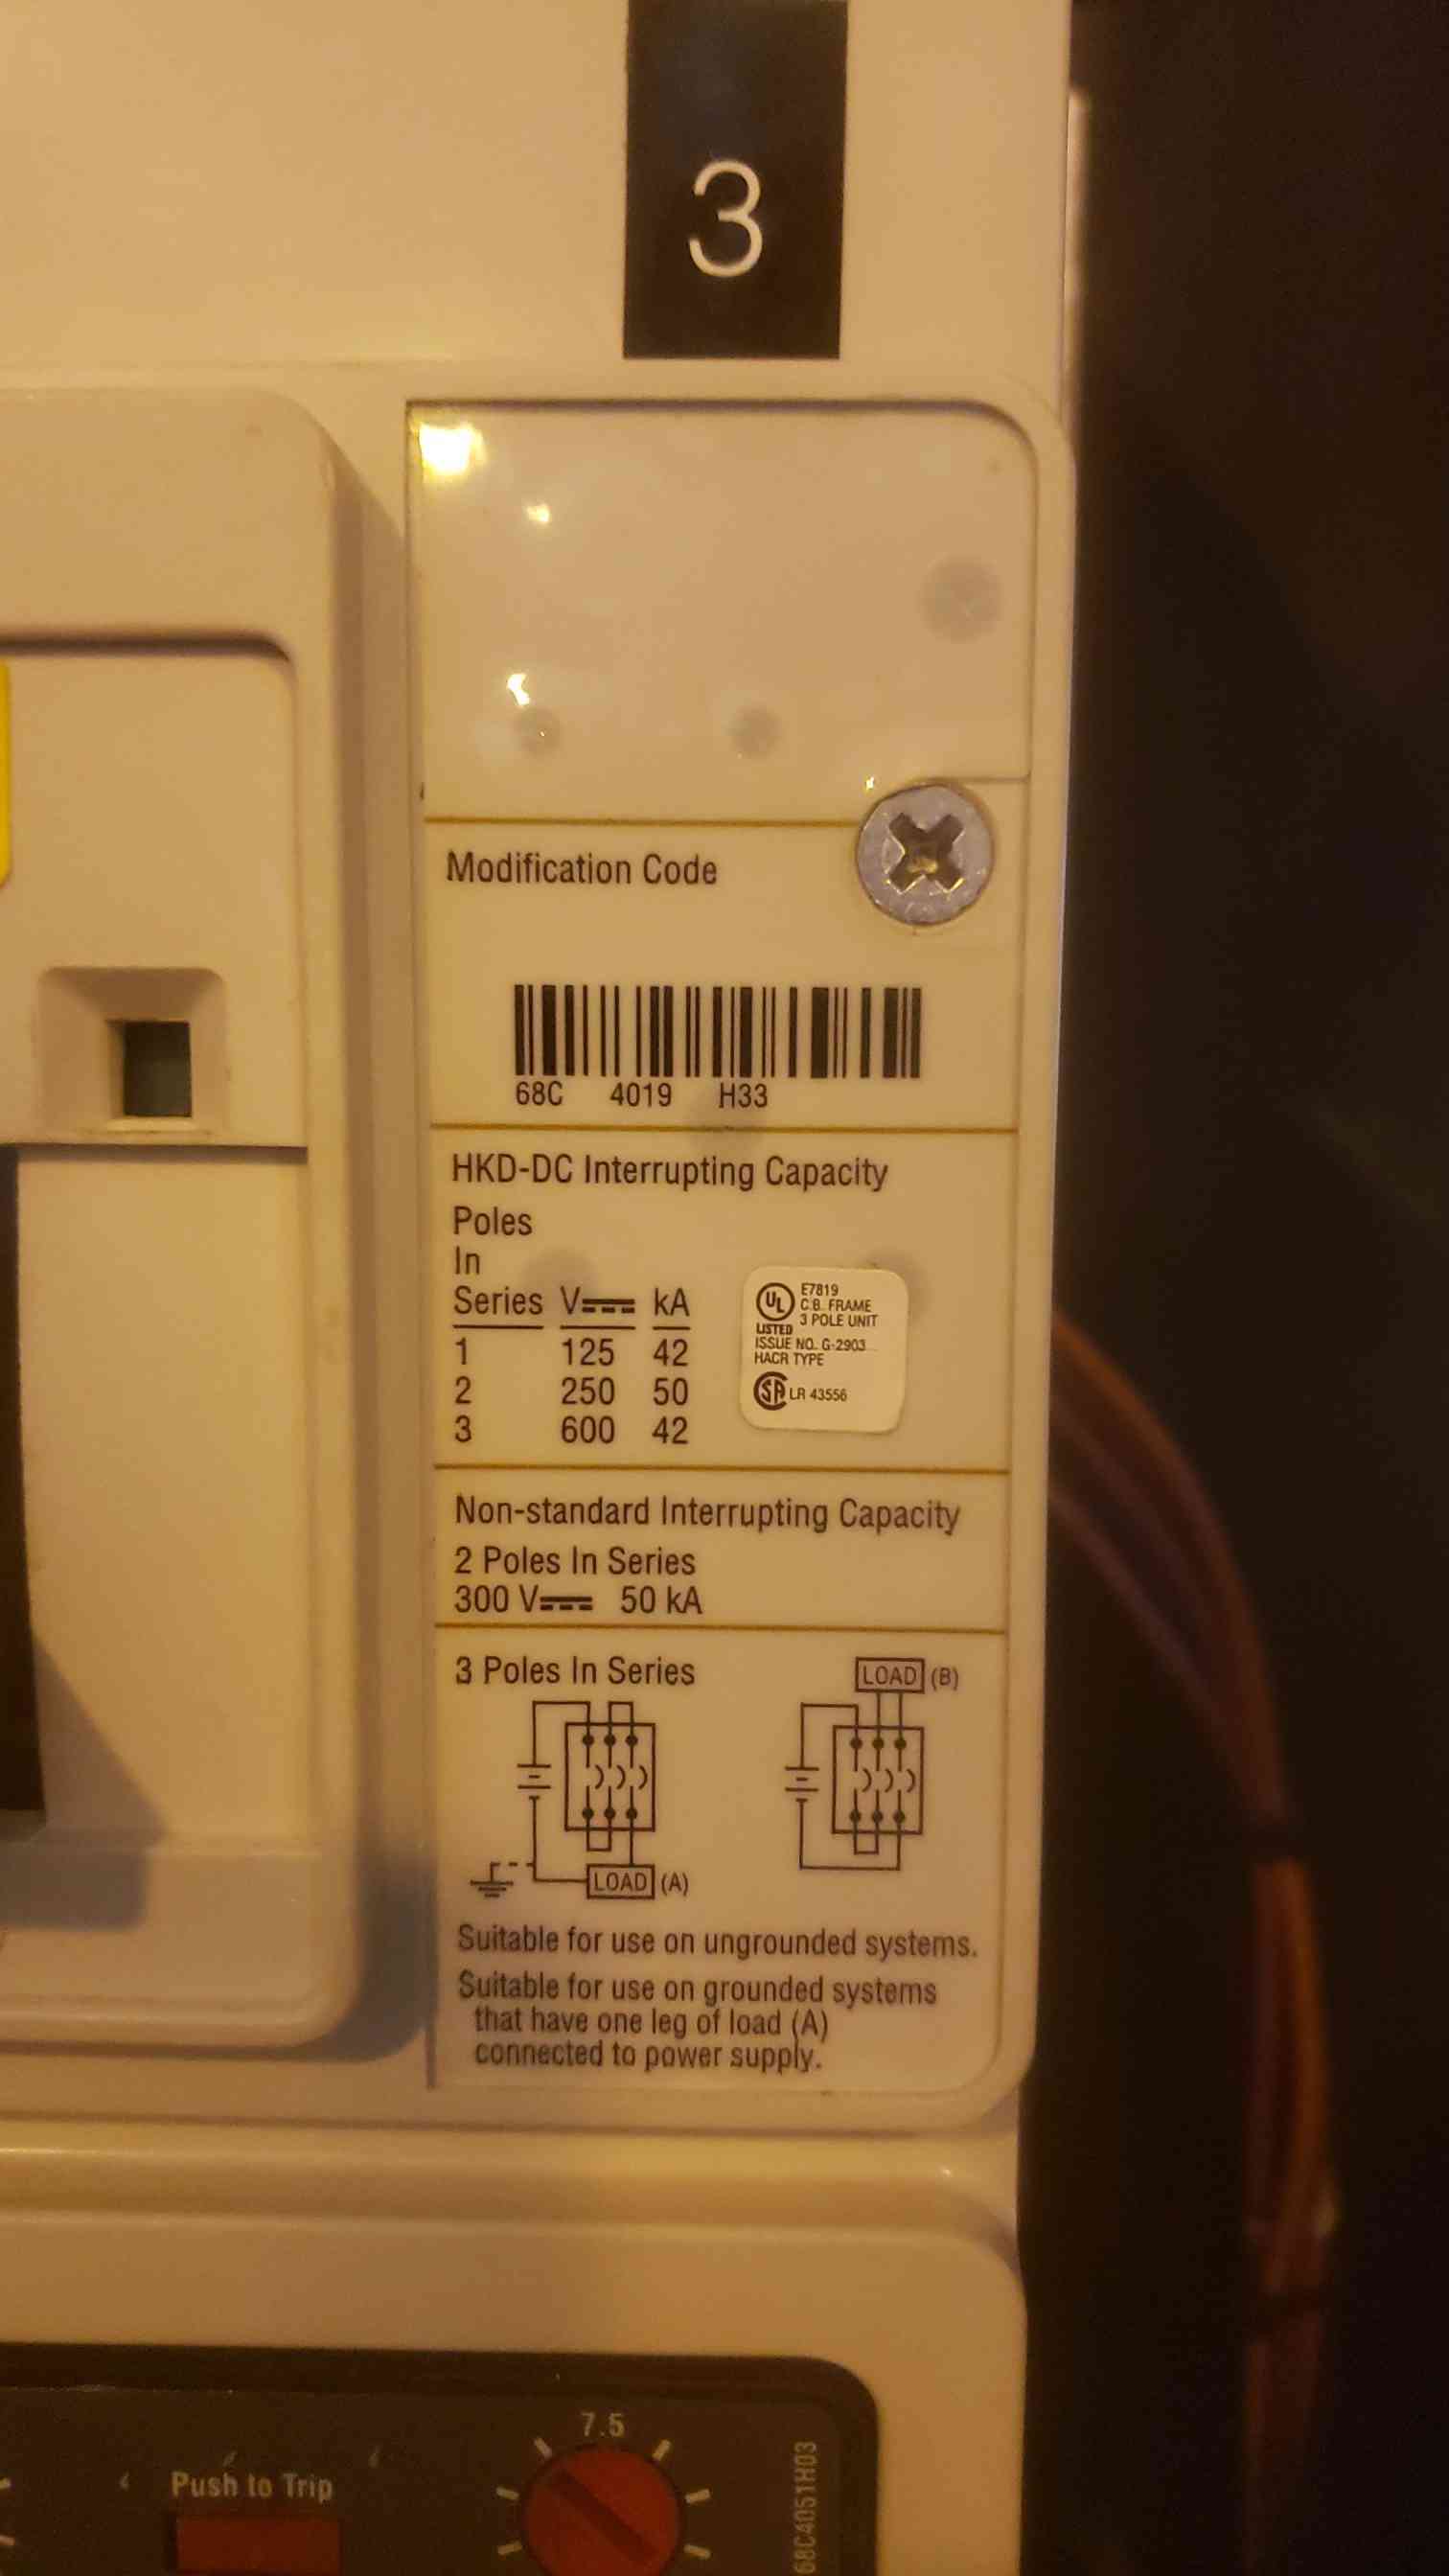 3
Modification Code
68C 4019 H33
HKD-DC Interrupting Capacity
Poles
In
Series V kA
1 125 42
2 250 50
3 600 42
UL
LISTED
E7819
C.B. FRAME
3 POLE UNIT
ISSUE NO. G-2903
HACR TYPE
SA LR 43556
Non-standard Interrupting Capacity
2 Poles In Series
300 V 50 kA
3 Poles In Series
LOAD (B)
LOAD (A)
Suitable for use on ungrounded systems.
Suitable for use on grounded systems
that have one leg of load (A)
connected to power supply.
7.5
Push to Trip
68C4051H03